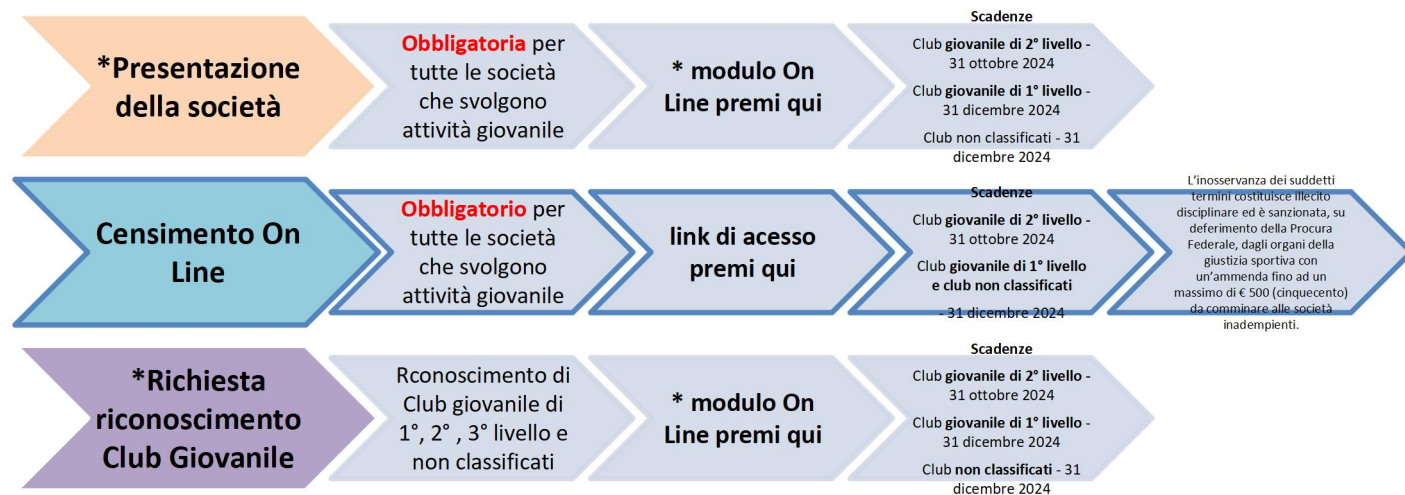 *Presentazione
della società
Obbligatoria per
tutte le società
che svolgono
attività giovanile
* modulo On
Line premi qui
Scadenze
Club giovanile di 2° livello -
31 ottobre 2024
Club giovanile di 1° livello -
31 dicembre 2024
Club non classificati - 31
dicembre 2024
Censimento On
Line
Obbligatorio per
tutte le società
che svolgono
attività giovanile
link di acesso
premi qui
Scadenze
Club giovanile di 2° livello -
31 ottobre 2024
Club giovanile di 1° livello
e club non classificati
- 31 dicembre 2024
L'inosservanza dei suddetti
termini costituisce illecito
disciplinare ed è sanzionata, su
deferimento della Procura
Federale, dagli organi della
giustizia sportiva con
un'ammenda fino ad un
massimo di € 500 (cinquecento)
da comminare alle società
inadempienti.
*Richiesta
riconoscimento
Club Giovanile
Rconoscimento di
Club giovanile di
1°, 2° , 3° livello e
non classificati
* modulo On
Line premi qui
Scadenze
Club giovanile di 2° livello -
31 ottobre 2024
Club giovanile di 1° livello -
31 dicembre 2024
Club non classificati - 31
dicembre 2024